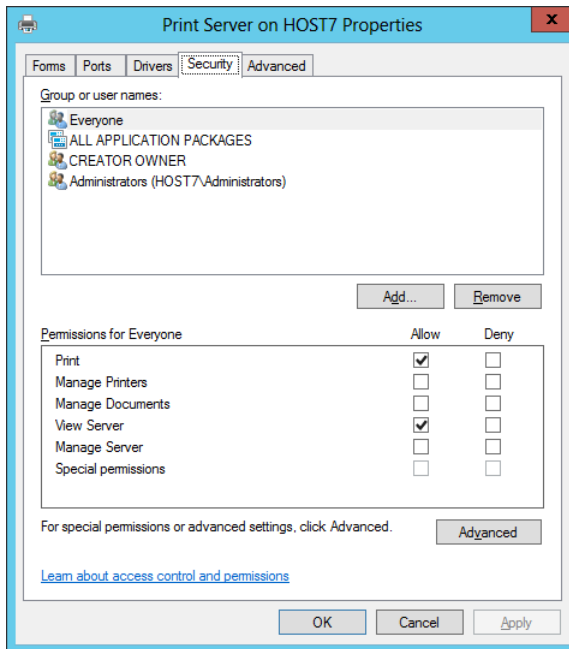 Print Server on HOST7 Properties
x
Forms Ports Drivers Security Advanced
Group or user names:
Everyone
ALL APPLICATION PACKAGES
CREATOR OWNER
Administrators (HOST7\Administrators)
Add... Remove
Permissions for Everyone Allow Deny
Print
Manage Printers
Manage Documents
View Server
Manage Server
Special permissions
For special permissions or advanced settings, click Advanced.
Advanced
Learn about access control and permissions
OK Cancel Apply